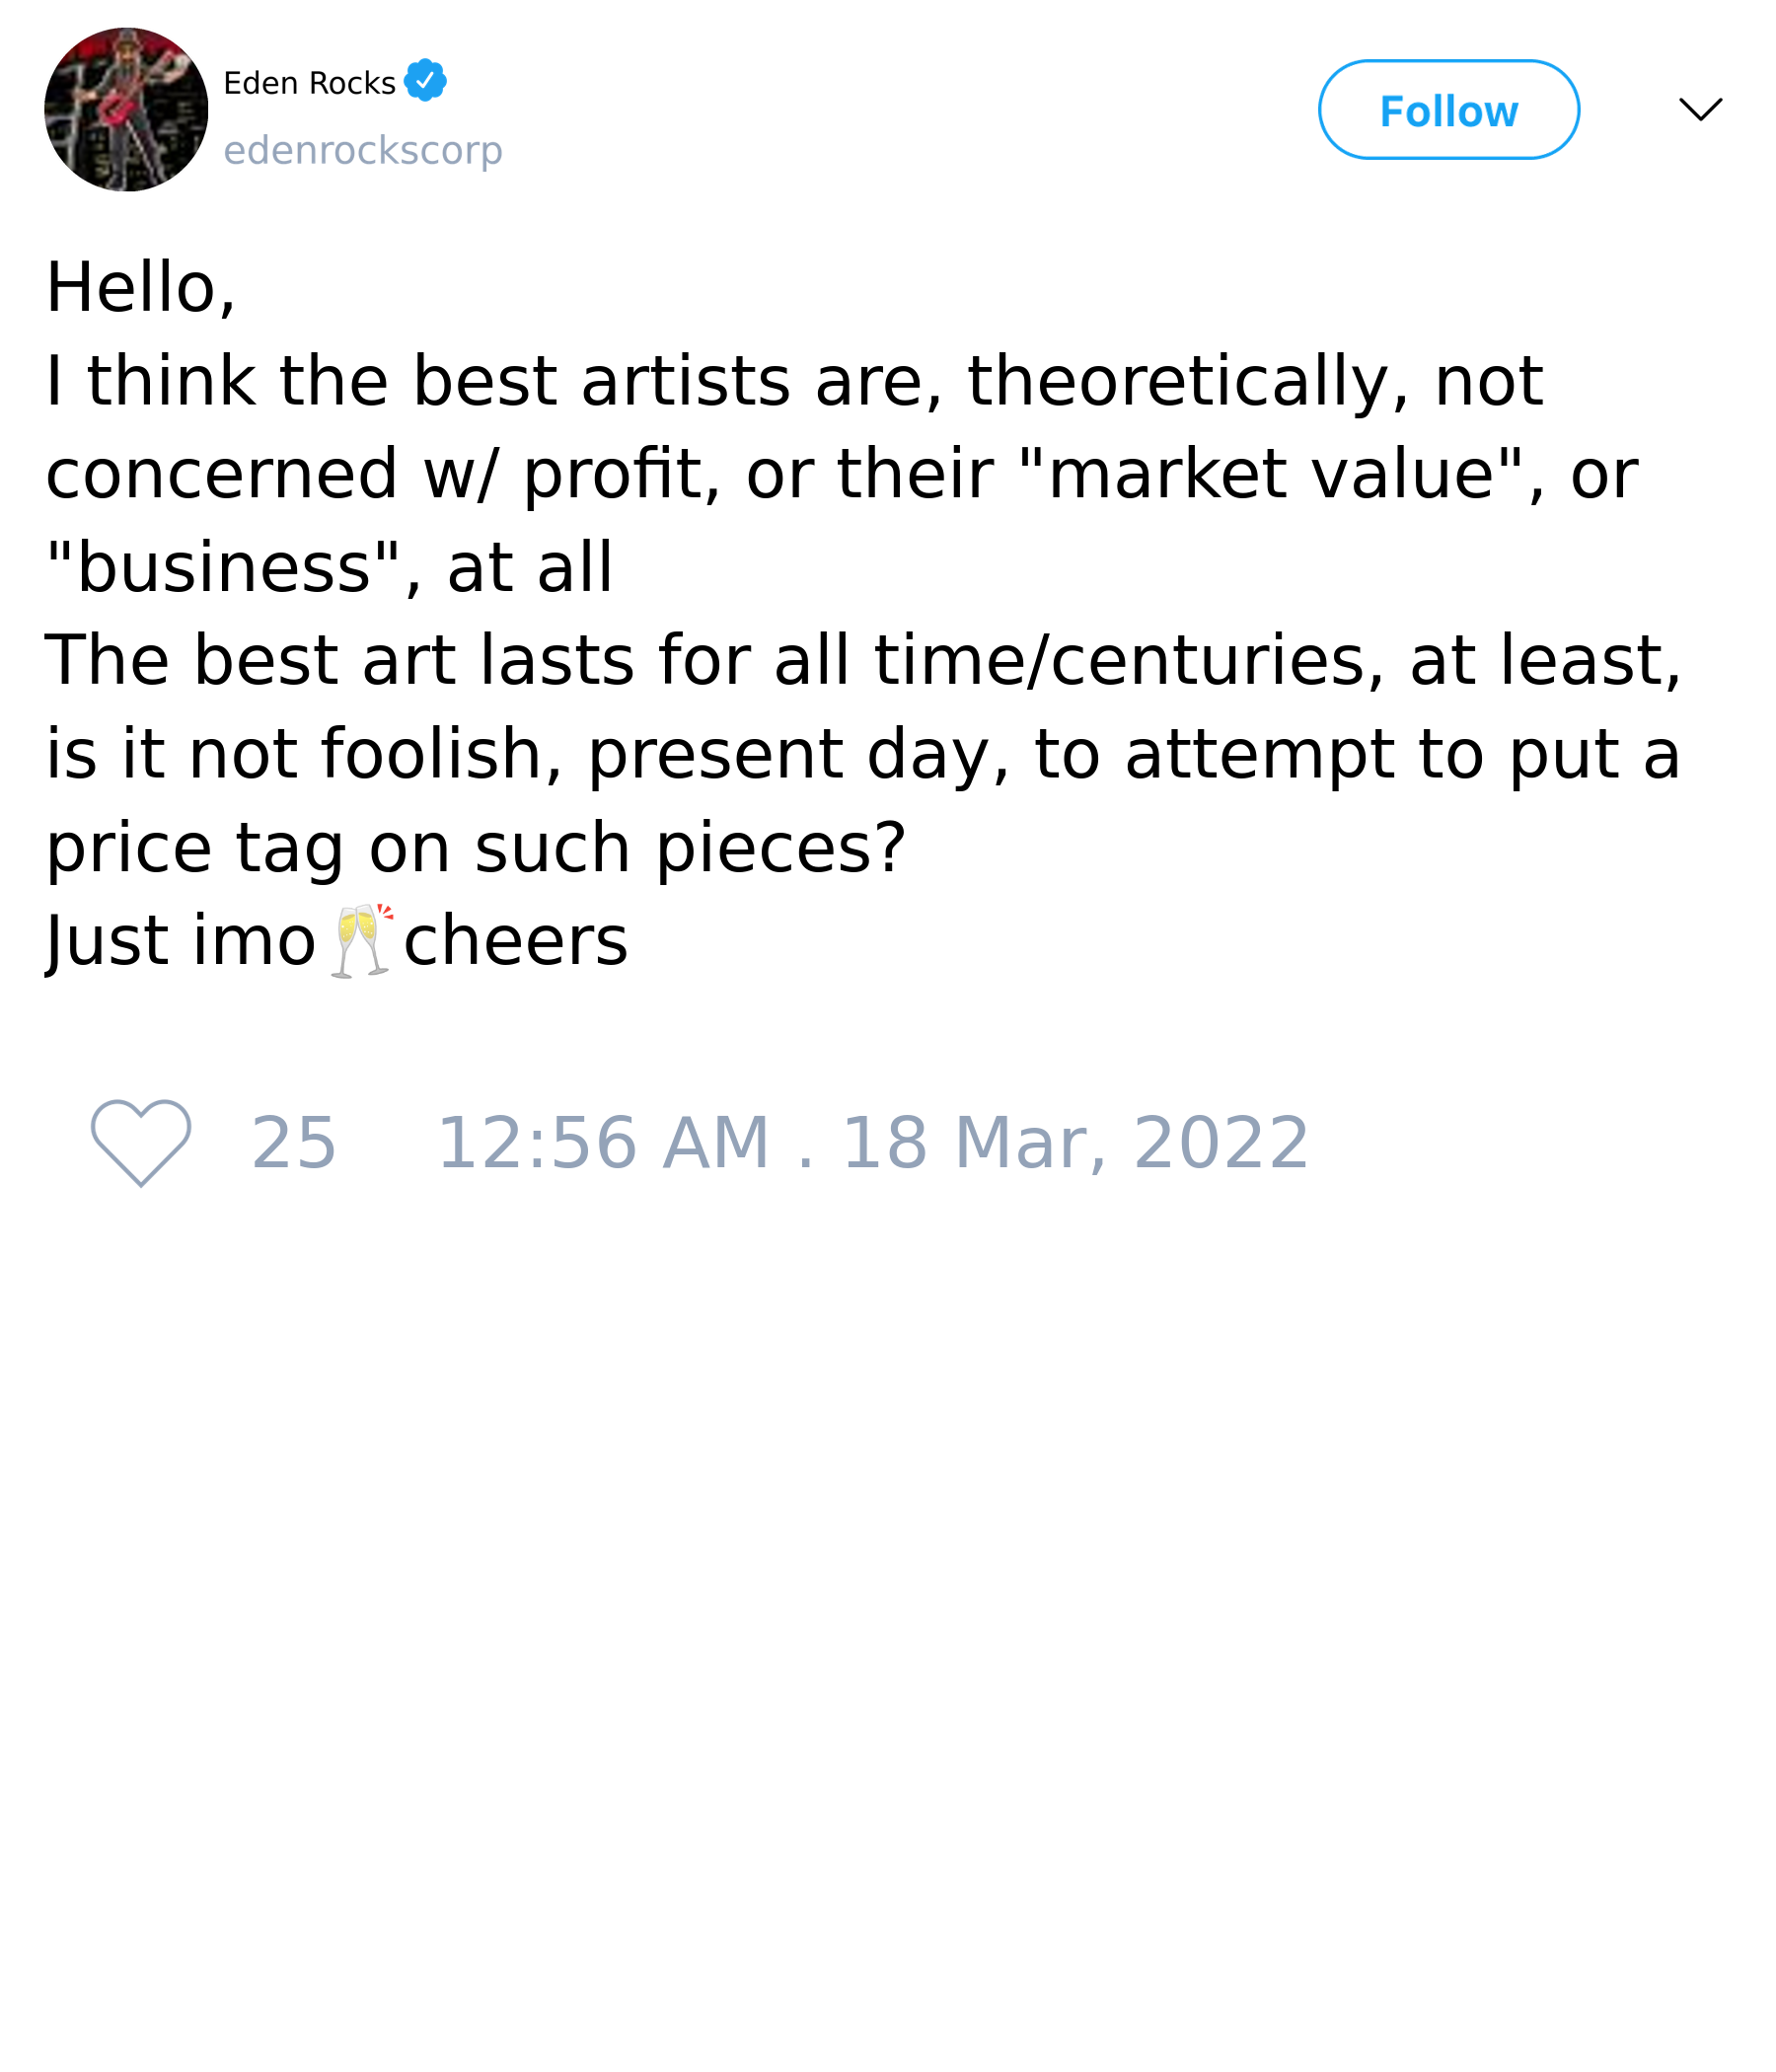 Eden Rocks
edenrockscorp
Follow
Hello,
I think the best artists are, theoretically, not
concerned w/ profit, or their "market value", or
"business", at all
The best art lasts for all time/centuries, at least,
is it not foolish, present day, to attempt to put a
price tag on such pieces?
Just imo🥂cheers
25 12:56 AM . 18 Mar, 2022